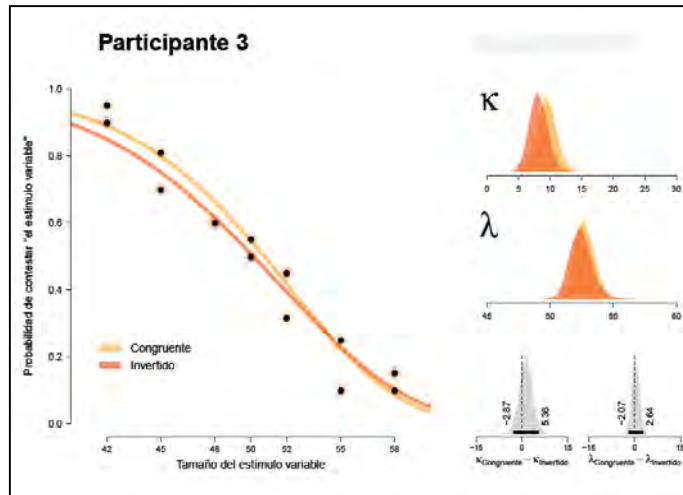 Participante 3
Probabilidad de contestar "el estímulo variable"
1.0
0.8
0.6
0.4
0.2
0.0
Congruente
Invertido
42 45 48 50 52 55 58
Tamaño del estímulo variable
κ
0 5 10 15 20 25 30
λ
45 50 55 60
−2.87 5.36
−15 0 15
κCongruente − κInvertido
−2.07 2.64
−15 0 15
λCongruente − λInvertido